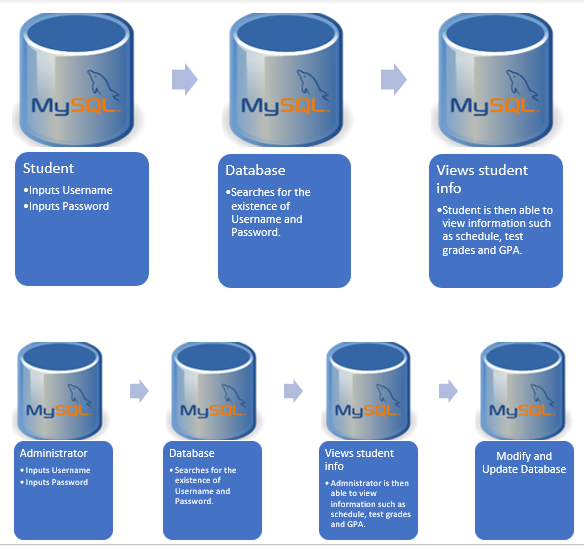 MySQL
MySQL
MySQL
Student
•Inputs Username
•Inputs Password
Database
•Searches for the
existence of
Username and
Password.
Views student
info
•Student is then able to
view information such
as schedule, test
grades and GPA.
MySQL
MySQL
MySQL
MySQL
Administrator
• Inputs Username
• Inputs Password
Database
• Searches for the
existence of
Username and
Password.
Views student
info
• Admnistrator is then
able to view
information such as
schedule, test grades
and GPA.
Modify and
Update Database